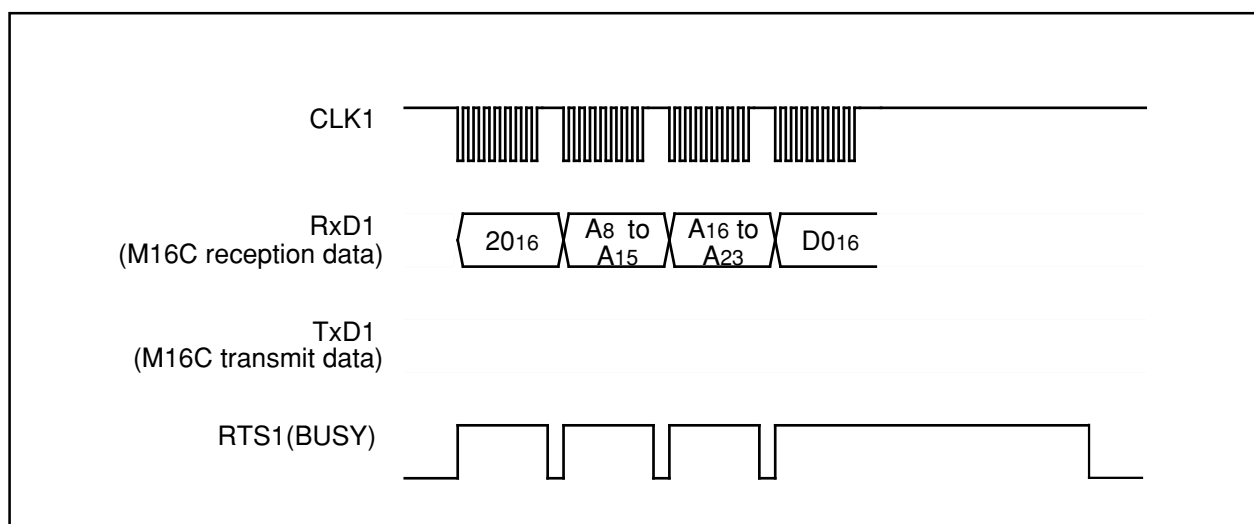 CLK1
RxD1
(M16C reception data)
2016
A8 to
A15
A16 to
A23
D016
TxD1
(M16C transmit data)
RTS1(BUSY)